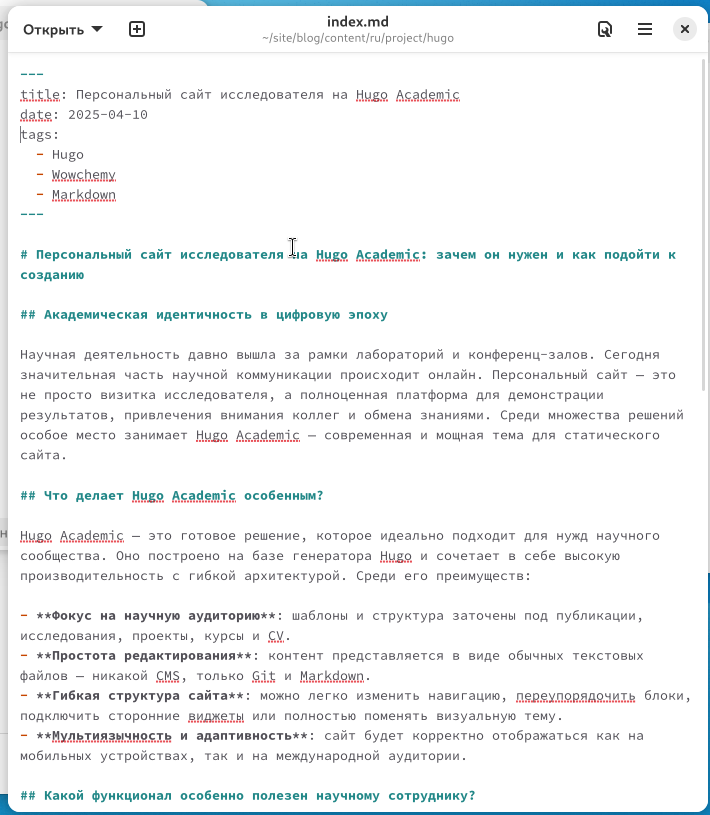 Открыть
index.md
~/site/blog/content/ru/project/hugo
---
title: Персональный сайт исследователя на Hugo Academic
date: 2025-04-10
tags:
- Hugo
- Wowchemy
- Markdown
---
# Персональный сайт исследователя на Hugo Academic: зачем он нужен и как подойти к
созданию
## Академическая идентичность в цифровую эпоху
Научная деятельность давно вышла за рамки лабораторий и конференц-залов. Сегодня
значительная часть научной коммуникации происходит онлайн. Персональный сайт — это
не просто визитка исследователя, а полноценная платформа для демонстрации
результатов, привлечения внимания коллег и обмена знаниями. Среди множества решений
особое место занимает Hugo Academic — современная и мощная тема для статического
сайта.
## Что делает Hugo Academic особенным?
Hugo Academic — это готовое решение, которое идеально подходит для нужд научного
сообщества. Оно построено на базе генератора Hugo и сочетает в себе высокую
производительность с гибкой архитектурой. Среди его преимуществ:
- **Фокус на научную аудиторию**: шаблоны и структура заточены под публикации,
исследования, проекты, курсы и CV.
- **Простота редактирования**: контент представляется в виде обычных текстовых
файлов — никакой CMS, только Git и Markdown.
- **Гибкая структура сайта**: можно легко изменить навигацию, переупорядочить блоки,
подключить сторонние виджеты или полностью поменять визуальную тему.
- **Мультиязычность и адаптивность**: сайт будет корректно отображаться как на
мобильных устройствах, так и на международной аудитории.
## Какой функционал особенно полезен научному сотруднику?